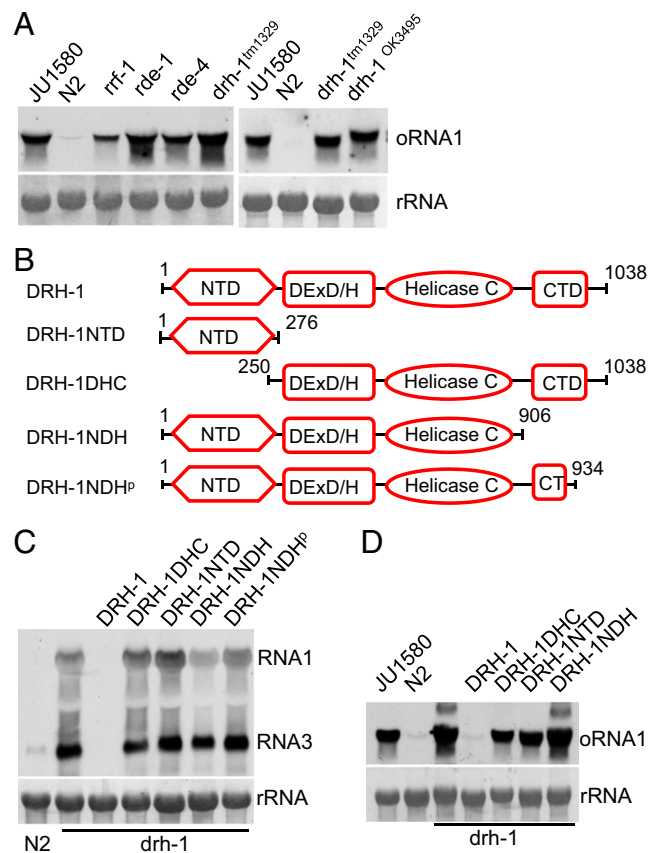 A
JU1580 N2 rrf-1 rde-1 rde-4 drh-1tm1329 JU1580 N2 drh-1tm1329 drh-1OK3495
oRNA1
rRNA
B
DRH-1 1 NTD DExD/H Helicase C CTD 1038
DRH-1NTD 1 NTD 276
DRH-1DHC 250 DExD/H Helicase C CTD 1038
DRH-1NDH 1 NTD DExD/H Helicase C 906
DRH-1NDHp 1 NTD DExD/H Helicase C CT 934
C
DRH-1 DRH-1DHC DRH-1NTD DRH-1NDH DRH-1NDHp
RNA1
RNA3
rRNA
N2 drh-1
D
JU1580 N2 DRH-1 DRH-1DHC DRH-1NTD DRH-1NDH
oRNA1
rRNA
drh-1